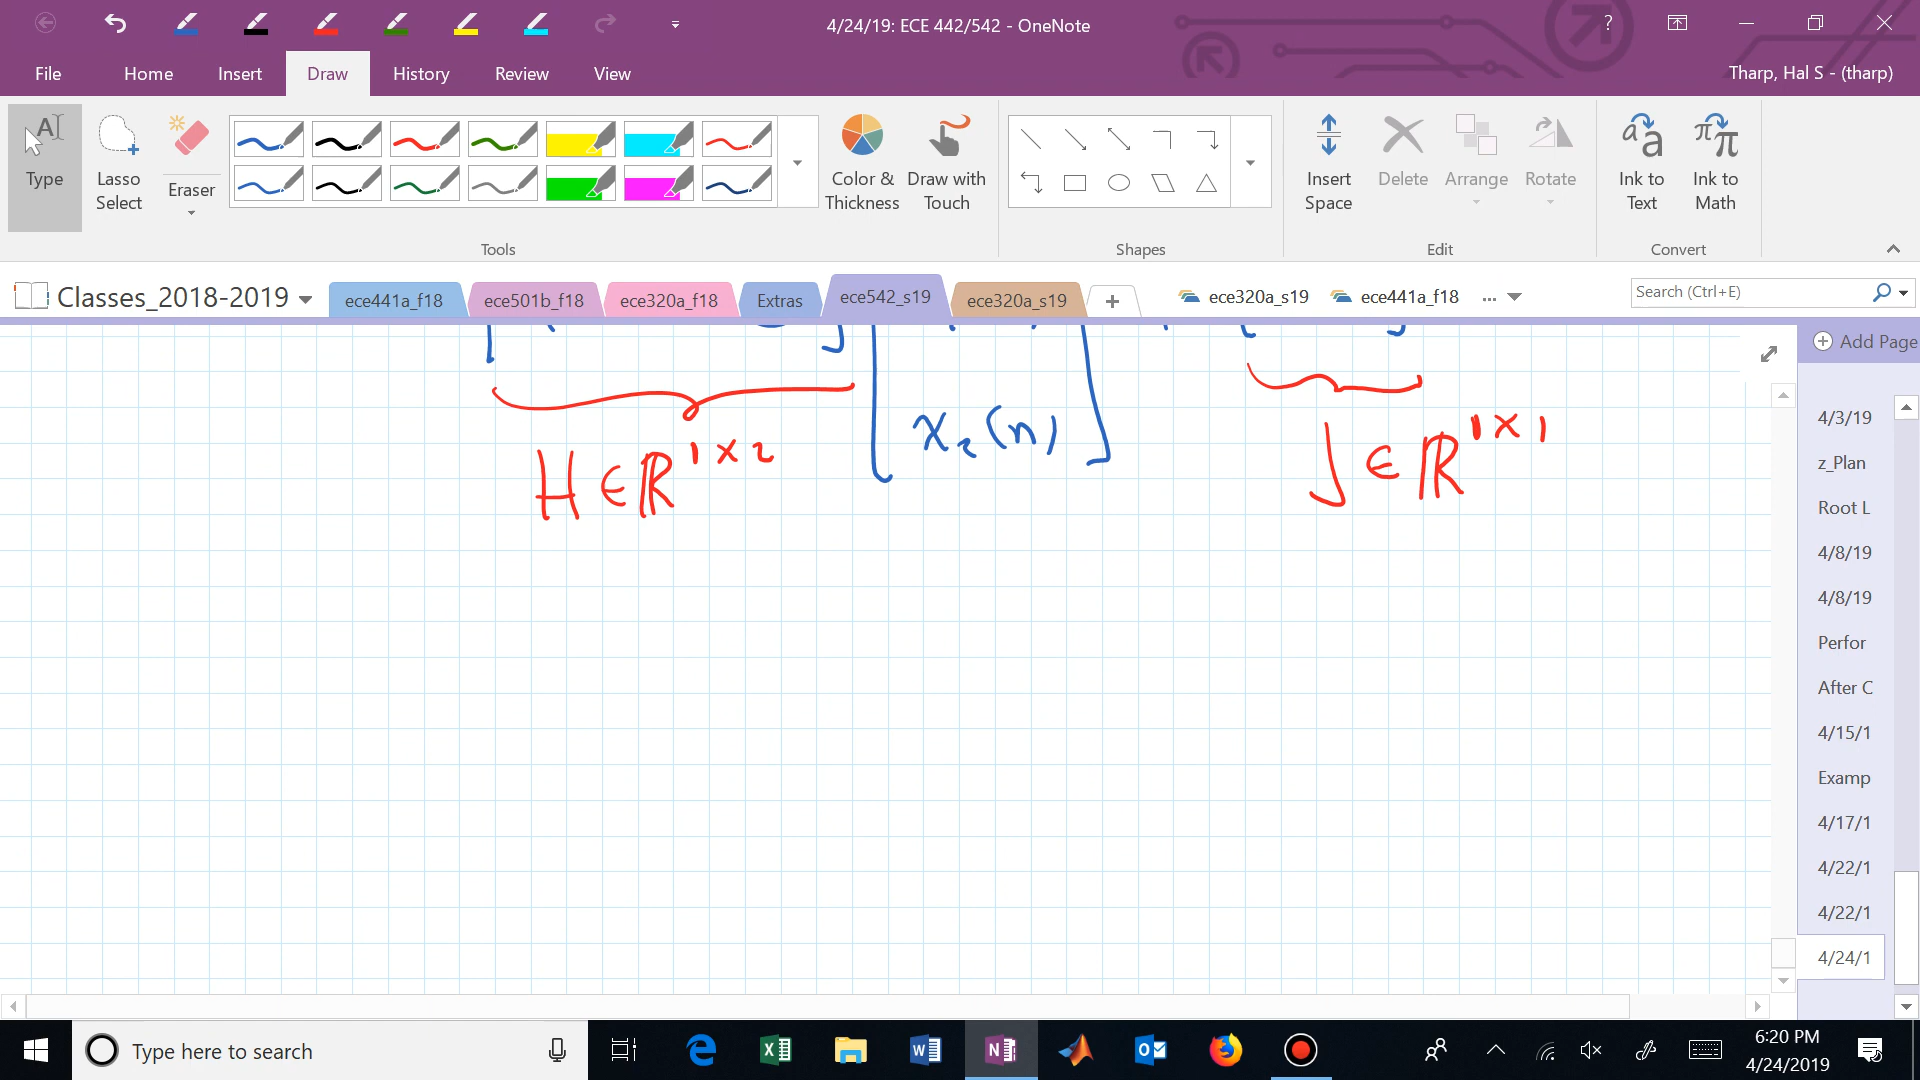 4/24/19: ECE 442/542 - OneNote
?
File Home Insert Draw History Review View
Tharp, Hal S - (tharp)
Type
Lasso Select
Eraser
Color & Thickness
Draw with Touch
Insert Space
Delete
Arrange
Rotate
Ink to Text
Ink to Math
Tools
Shapes
Edit
Convert
Classes_2018-2019
ece441a_f18
ece501b_f18
ece320a_f18
Extras
ece542_s19
ece320a_s19
+
ece320a_s19
ece441a_f18
...
Search (Ctrl+E)
Add Page
x₂(n)
H ∈ ℝ^{1×2}
J ∈ ℝ^{1×1}
4/3/19
z_Plan
Root L
4/8/19
4/8/19
Perfor
After C
4/15/1
Examp
4/17/1
4/22/1
4/22/1
4/24/1
Type here to search
6:20 PM
4/24/2019